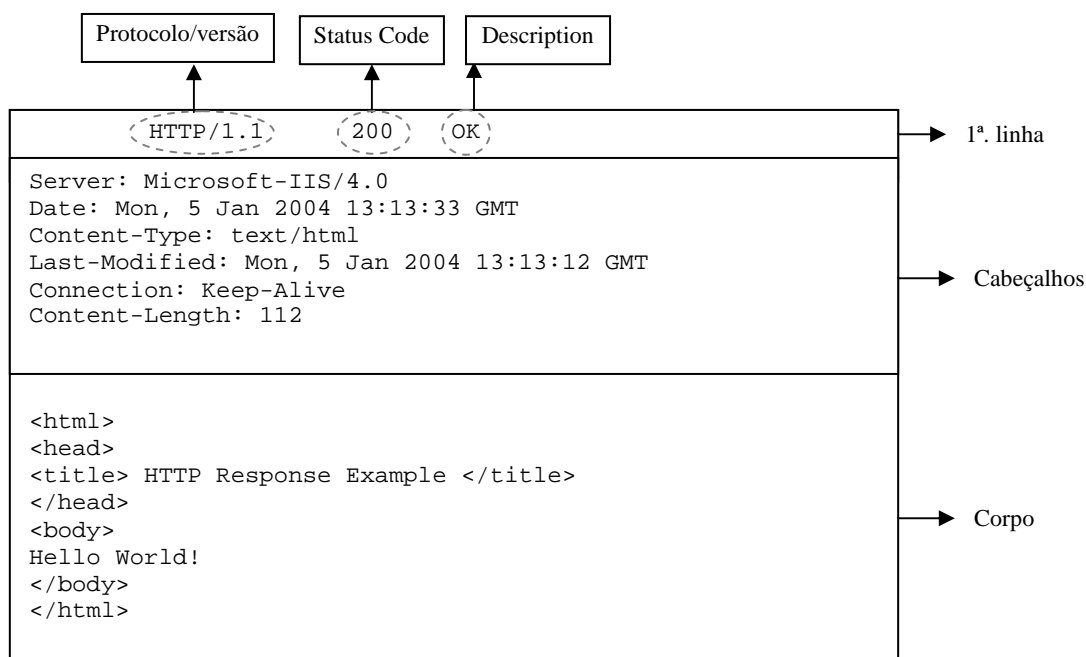 Protocolo/versão Status Code Description
HTTP/1.1 200 OK 1ª. linha
Server: Microsoft-IIS/4.0
Date: Mon, 5 Jan 2004 13:13:33 GMT
Content-Type: text/html
Last-Modified: Mon, 5 Jan 2004 13:13:12 GMT
Connection: Keep-Alive
Content-Length: 112
Cabeçalhos
<html>
<head>
<title> HTTP Response Example </title>
</head>
<body>
Hello World!
</body>
</html>
Corpo